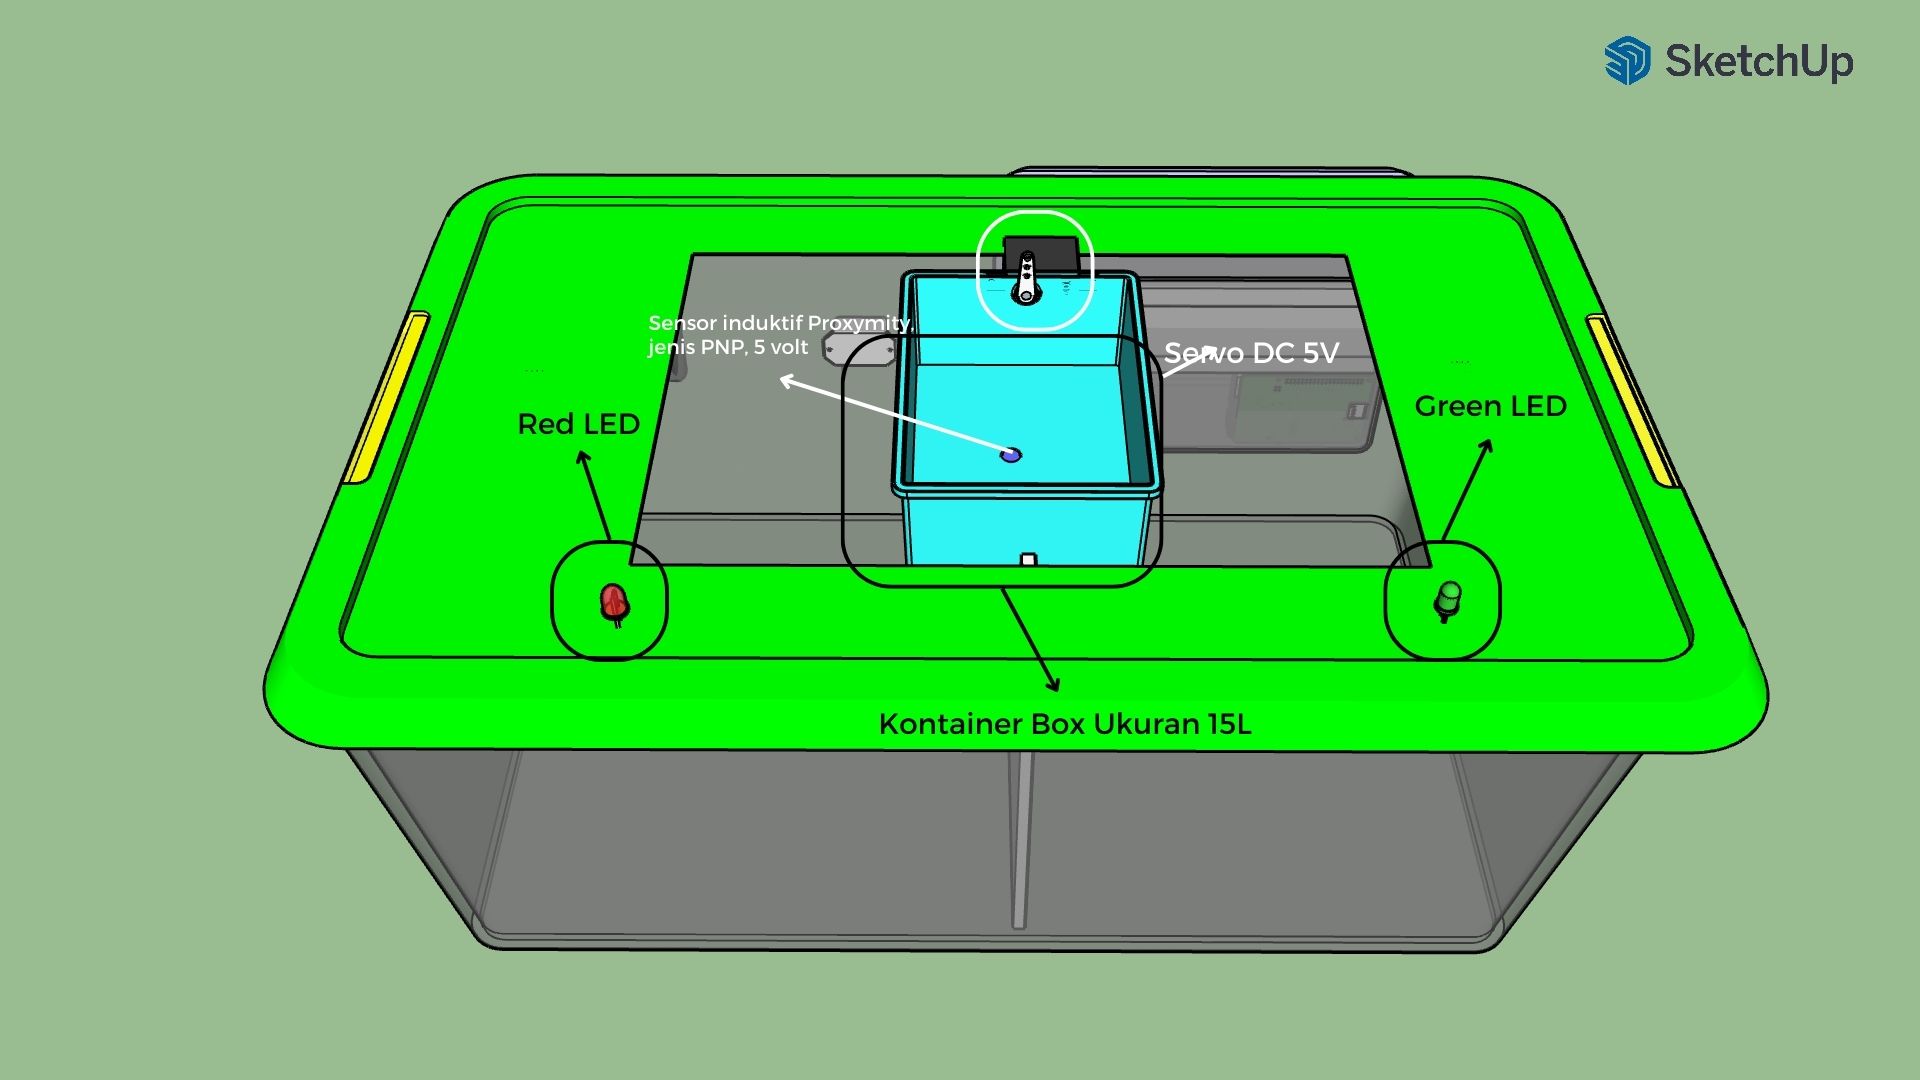 SketchUp
Sensor induktif Proxymity,
jenis PNP, 5 volt
Servo DC 5V
Red LED
Green LED
Kontainer Box Ukuran 15L